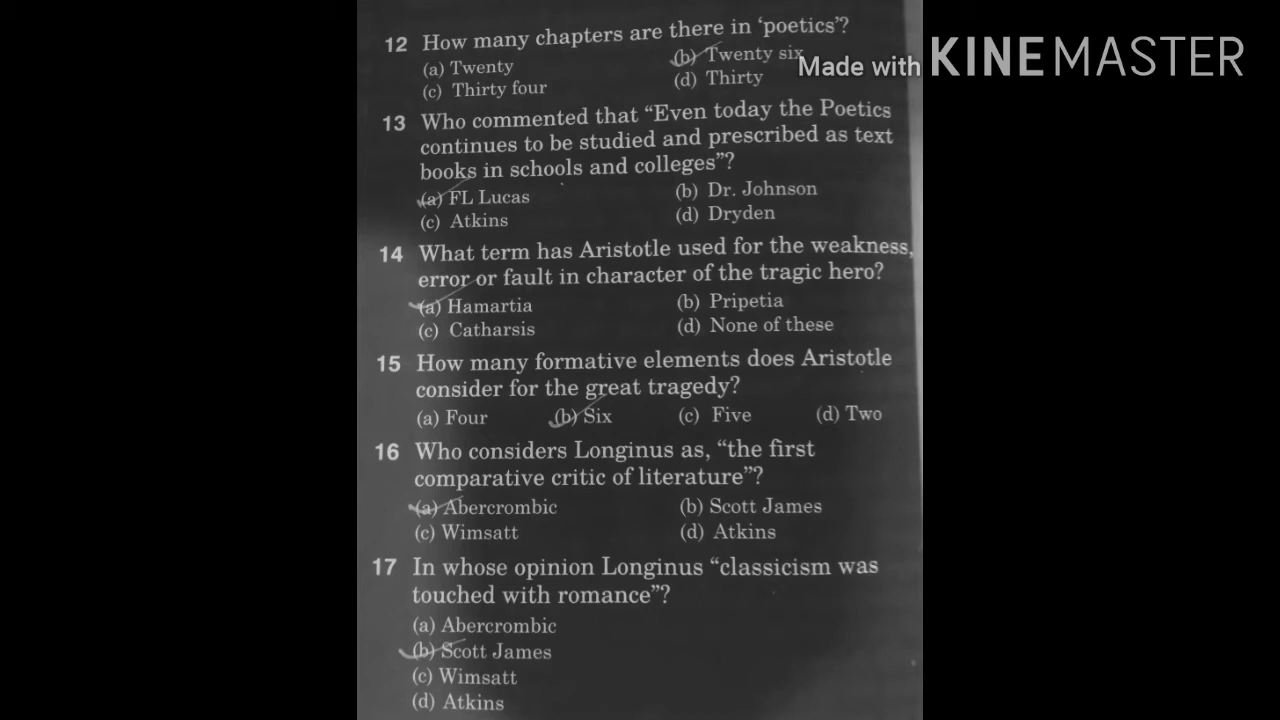 12 How many chapters are there in ‘poetics’?
(a) Twenty (b) Twenty six
(c) Thirty four (d) Thirty
Made with KINEMASTER
13 Who commented that “Even today the Poetics
continues to be studied and prescribed as text
books in schools and colleges”?
(a) FL Lucas (b) Dr. Johnson
(c) Atkins (d) Dryden
14 What term has Aristotle used for the weakness,
error or fault in character of the tragic hero?
(a) Hamartia (b) Pripetia
(c) Catharsis (d) None of these
15 How many formative elements does Aristotle
consider for the great tragedy?
(a) Four (b) Six (c) Five (d) Two
16 Who considers Longinus as, “the first
comparative critic of literature”?
(a) Abercrombic (b) Scott James
(c) Wimsatt (d) Atkins
17 In whose opinion Longinus “classicism was
touched with romance”?
(a) Abercrombic
(b) Scott James
(c) Wimsatt
(d) Atkins